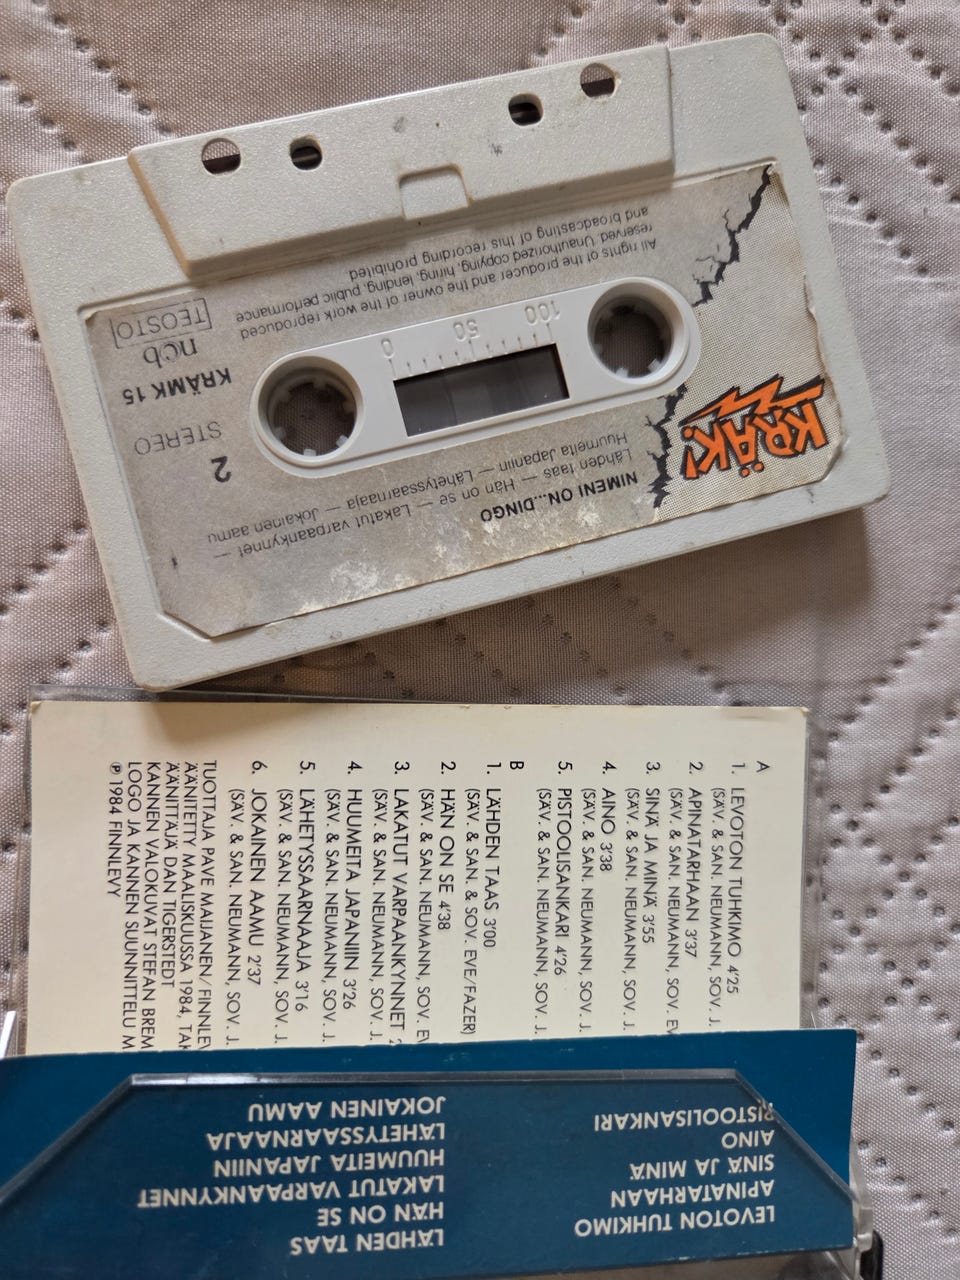 KRÄK!
NIMENI ON...DINGO
Lähden taas — Hän on se — Lakatut varpaankynnet —
Huumeita Japaniin — Lähetyssaarnaaja — Jokainen aamu
2
STEREO
KRÄMK 15
ncb
TEOSTO
0 50 100
All rights of the producer and the owner of the work reproduced
reserved. Unauthorized copying, hiring, lending, public performance
and broadcasting of this recording prohibited.
A
1. LEVOTON TUHKIMO 4'25
(SÄV. & SAN. NEUMANN, SOV. J.
2. APINATARHAAN 3'37
(SÄV. & SAN. NEUMANN, SOV. EV
3. SINÄ JA MINÄ 3'55
(SÄV. & SAN. NEUMANN, SOV. EV
4. AINO 3'38
(SÄV. & SAN. NEUMANN, SOV. J.
5. PISTOOLISANKARI 4'26
(SÄV. & SAN. NEUMANN, SOV. J.
B
1. LÄHDEN TAAS 3'00
(SÄV. & SAN. & SOV. EVE/FAZER)
2. HÄN ON SE 4'38
(SÄV. & SAN. NEUMANN, SOV. EV
3. LAKATUT VARPAANKYNNET
(SÄV. & SAN. NEUMANN, SOV. J.
4. HUUMEITA JAPANIIN 3'26
(SÄV. & SAN. NEUMANN, SOV. J.
5. LÄHETYSSAARNAAJA 3'16
(SÄV. & SAN. NEUMANN, SOV. J.
6. JOKAINEN AAMU 2'37
(SÄV. & SAN. NEUMANN, SOV. J.
TUOTTAJA PAVE MAIJANEN/FINNLEV
ÄÄNITETTY MAALISKUUSSA 1984, TAK
ÄÄNITTÄJÄ DAN TIGERSTEDT
KANNEN VALOKUVAT STEFAN BREM
LOGO JA KANNEN SUUNNITTELU M
℗ 1984 FINNLEVY
LEVOTON TUHKIMO
APINATARHAAN
SINÄ JA MINÄ
AINO
PISTOOLISANKARI
LÄHDEN TAAS
HÄN ON SE
LAKATUT VARPAANKYNNET
HUUMEITA JAPANIIN
LÄHETYSSAARNAAJA
JOKAINEN AAMU